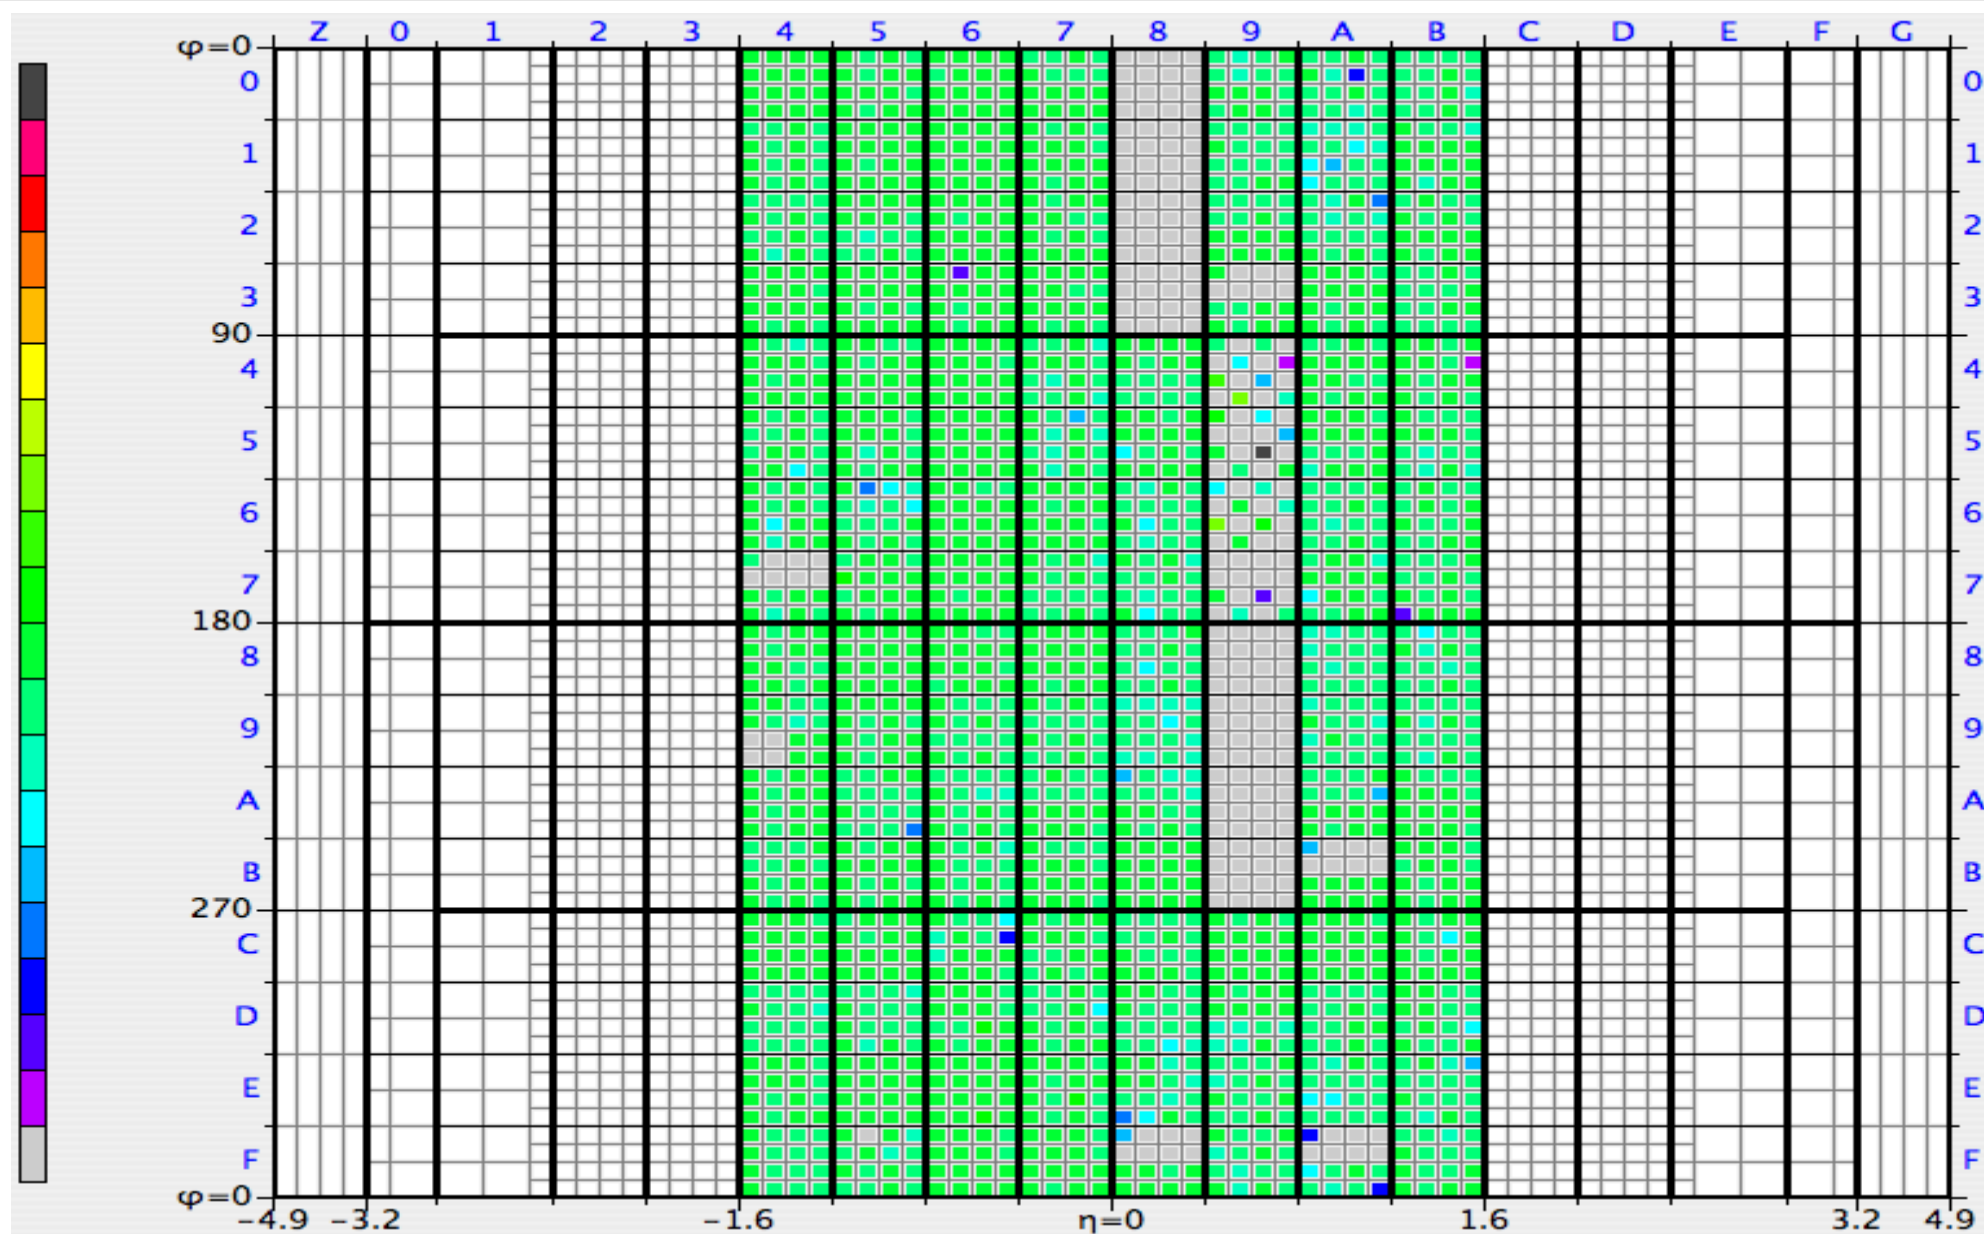 Z 0 1 2 3 4 5 6 7 8 9 A B C D E F G
φ=0
0 0
1 1
2 2
3 3
90
4 4
5 5
6 6
7 7
180
8 8
9 9
A A
B B
270
C C
D D
E E
F F
φ=0
-4.9 -3.2 -1.6 η=0 1.6 3.2 4.9